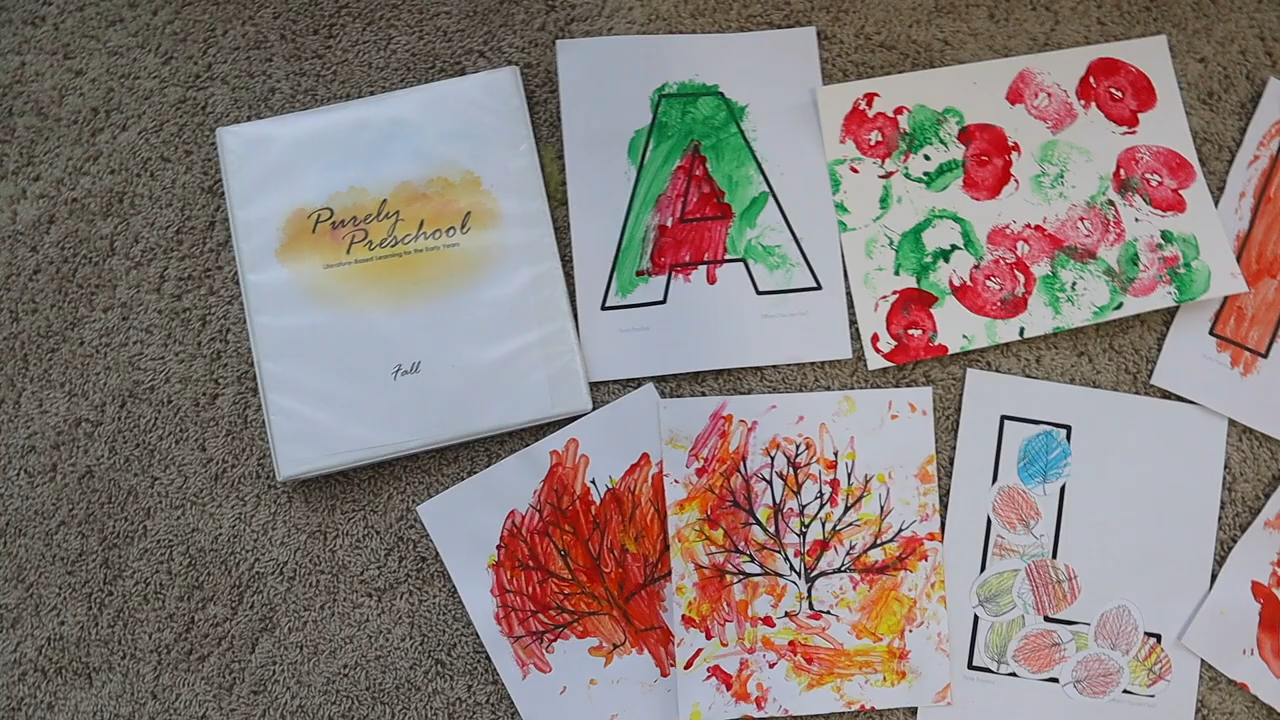 Purely
Preschool
Literature-Based Learning for the Early Years
Fall
A
L